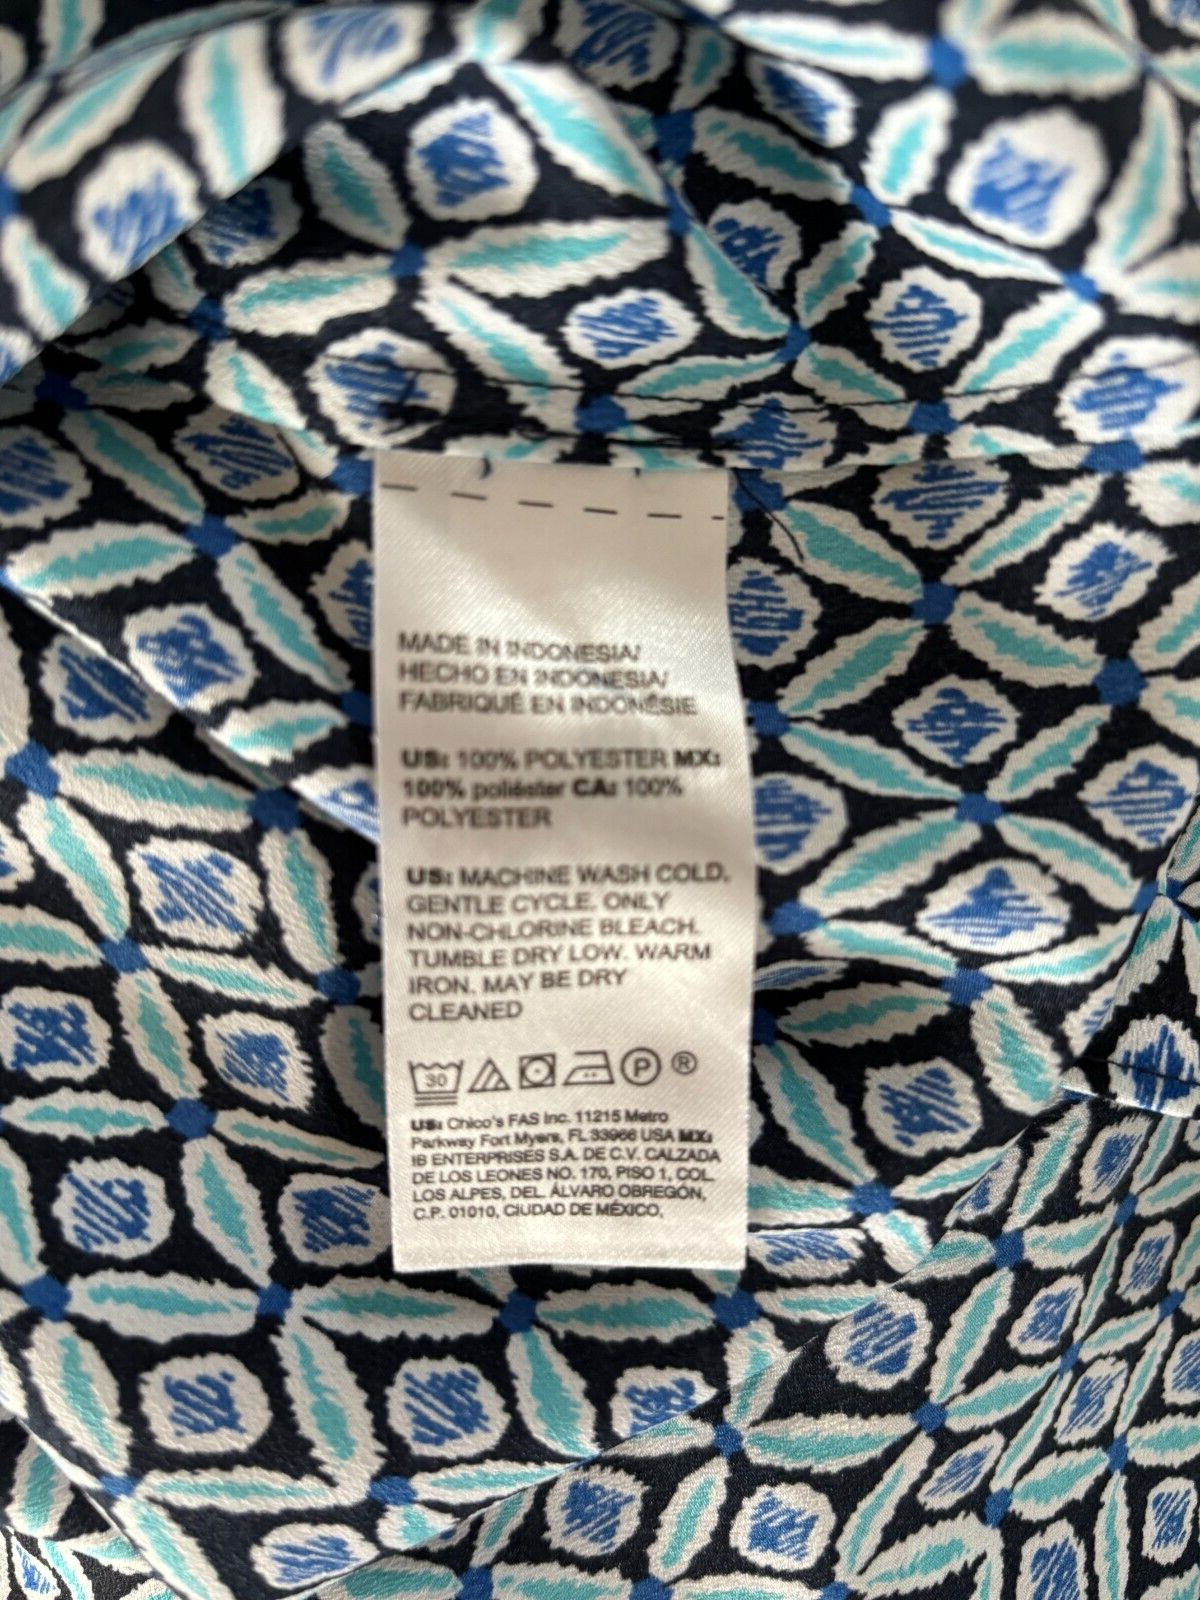 MADE IN INDONESIA/
HECHO EN INDONESIA/
FABRIQUÉ EN INDONÉSIE
US: 100% POLYESTER MX:
100% poliéster CA: 100%
POLYESTER
US: MACHINE WASH COLD,
GENTLE CYCLE. ONLY
NON-CHLORINE BLEACH.
TUMBLE DRY LOW. WARM
IRON. MAY BE DRY
CLEANED
30 P ®
US: Chico's FAS Inc. 11215 Metro
Parkway Fort Myers, FL 33966 USA MX:
IB ENTERPRISES S.A. DE C.V. CALZADA
DE LOS LEONES NO. 170, PISO 1, COL.
LOS ALPES, DEL. ÁLVARO OBREGÓN,
C.P. 01010, CIUDAD DE MÉXICO,